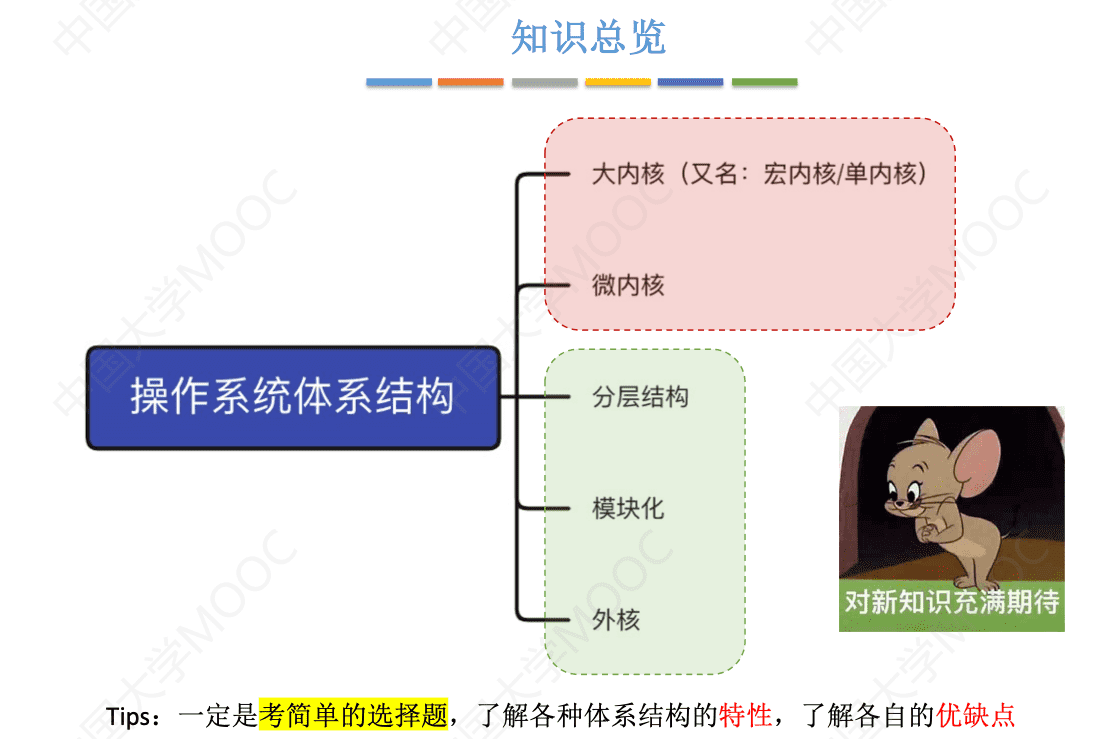 知识总览
大内核（又名：宏内核/单内核）
微内核
操作系统体系结构
分层结构
模块化
外核
对新知识充满期待
Tips：一定是考简单的选择题，了解各种体系结构的特性，了解各自的优缺点
中国大学MOOC